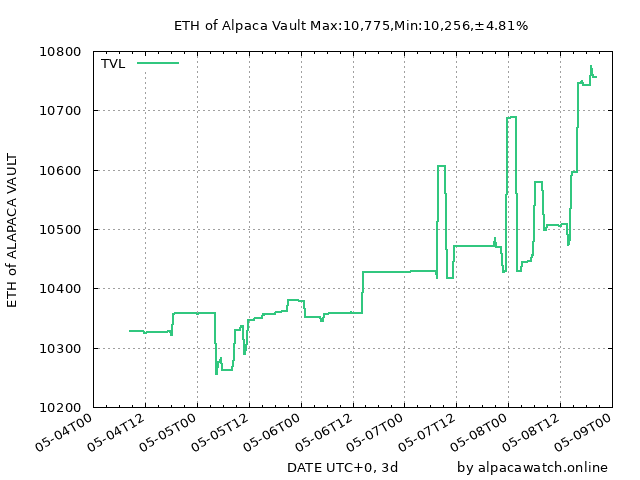 ETH of Alpaca Vault Max:10,775,Min:10,256,±4.81%
TVL
10800
10700
10600
10500
10400
10300
10200
ETH of ALAPACA VAULT
05-04T00
05-04T12
05-05T00
05-05T12
05-06T00
05-06T12
05-07T00
05-07T12
05-08T00
05-08T12
05-09T00
DATE UTC+0, 3d
by alpacawatch.online